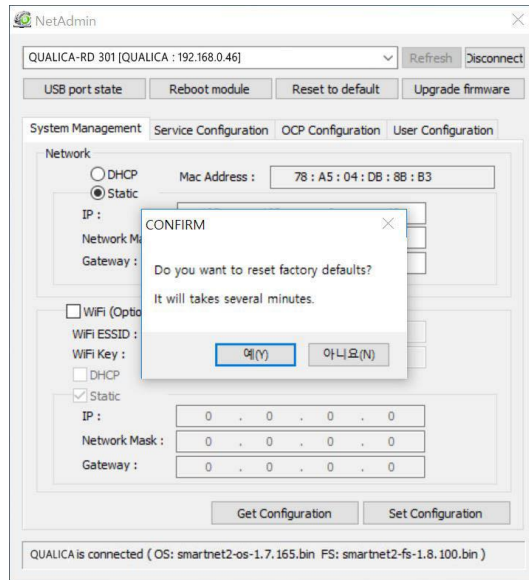 NetAdmin
QUALICA-RD 301 [QUALICA : 192.168.0.46]
Refresh
Disconnect
USB port state
Reboot module
Reset to default
Upgrade firmware
System Management
Service Configuration
OCP Configuration
User Configuration
Network
DHCP
Mac Address :
78 : A5 : 04 : DB : 8B : B3
Static
IP :
Network Ma
Gateway :
CONFIRM
Do you want to reset factory defaults?
It will takes several minutes.
예(Y)
아니요(N)
WiFi (Optio
WiFi ESSID :
WiFi Key :
DHCP
Static
IP :
0 . 0 . 0 . 0
Network Mask :
0 . 0 . 0 . 0
Gateway :
0 . 0 . 0 . 0
Get Configuration
Set Configuration
QUALICA is connected ( OS: smartnet2-os-1.7.165.bin FS: smartnet2-fs-1.8.100.bin )